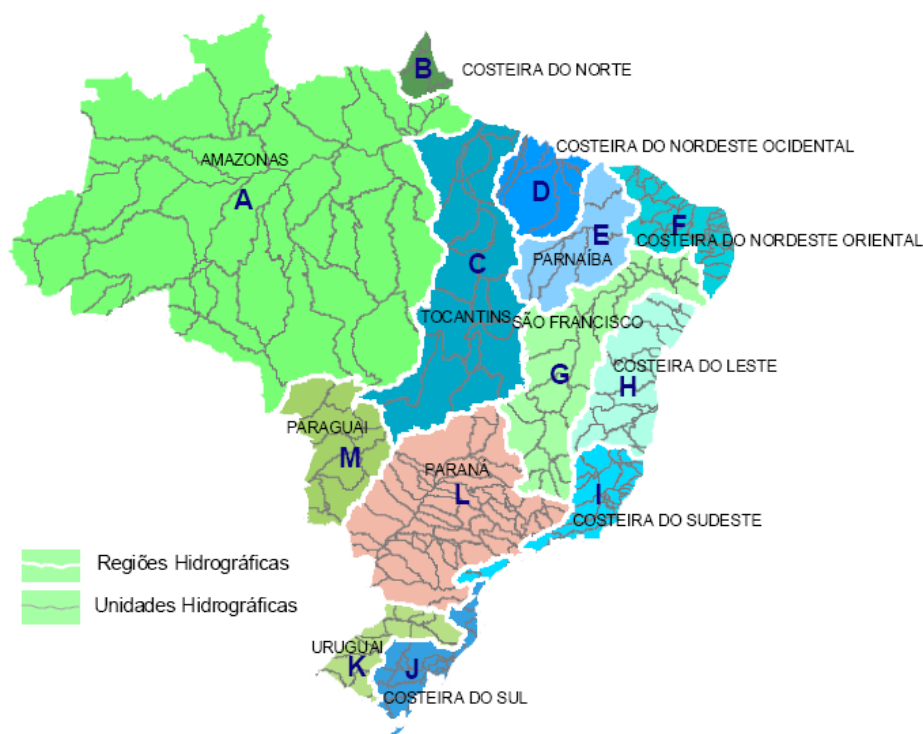 B
COSTEIRA DO NORTE
COSTEIRA DO NORDESTE OCIDENTAL
AMAZONAS
A
D
F
E
COSTEIRA DO NORDESTE ORIENTAL
PARNAÍBA
C
TOCANTINS
SÃO FRANCISCO
G
COSTEIRA DO LESTE
H
PARAGUAI
M
PARANÁ
L
I
COSTEIRA DO SUDESTE
Regiões Hidrográficas
Unidades Hidrográficas
URUGUAI
K
J
COSTEIRA DO SUL